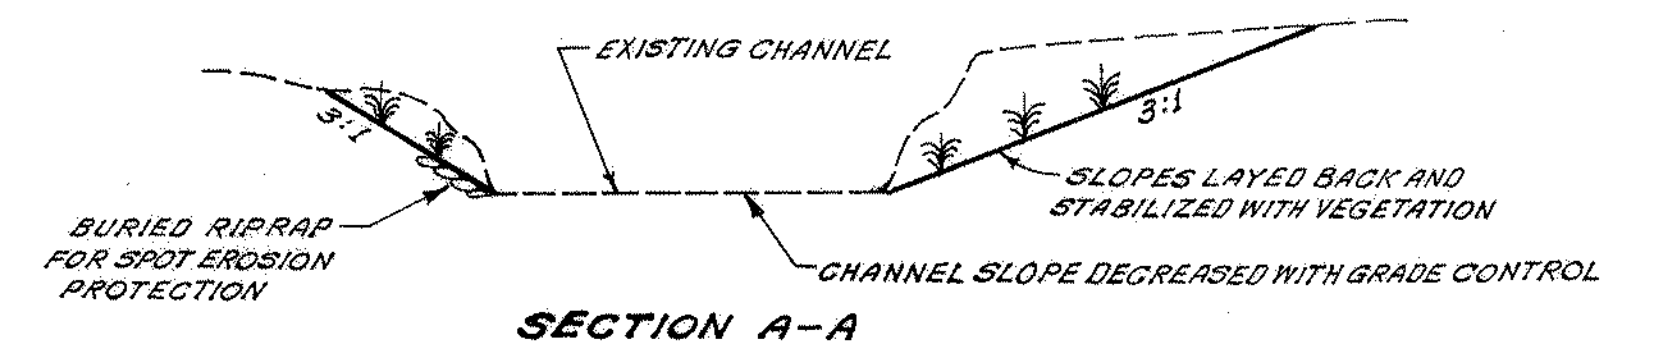 EXISTING CHANNEL
3:1
3:1
SLOPES LAYED BACK AND
STABILIZED WITH VEGETATION
BURIED RIPRAP
FOR SPOT EROSION
PROTECTION
CHANNEL SLOPE DECREASED WITH GRADE CONTROL
SECTION A-A